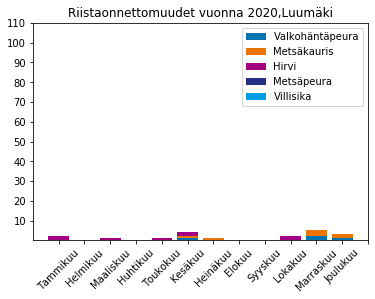 Riistaonnettomuudet vuonna 2020,Luumäki
110
100
90
80
70
60
50
40
30
20
10
Valkohäntäpeura
Metsäkauris
Hirvi
Metsäpeura
Villisika
Tammikuu
Helmikuu
Maaliskuu
Huhtikuu
Toukokuu
Kesäkuu
Heinäkuu
Elokuu
Syyskuu
Lokakuu
Marraskuu
Joulukuu